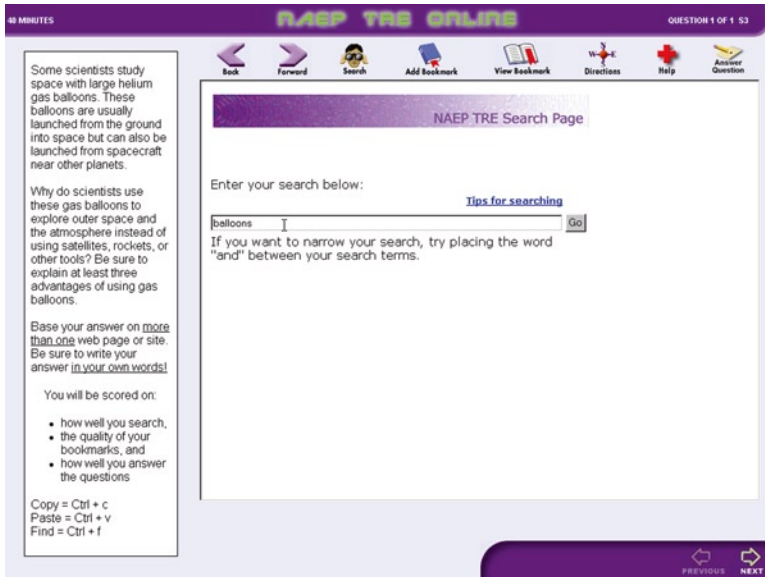 40 MINUTES
NAEP TRE ONLINE
QUESTION 1 OF 1 S3
Back
Forward
Search
Add Bookmark
View Bookmark
W E
Directions
Help
Answer
Question
Some scientists study
space with large helium
gas balloons. These
balloons are usually
launched from the ground
into space but can also be
launched from spacecraft
near other planets.
Why do scientists use
these gas balloons to
explore outer space and
the atmosphere instead of
using satellites, rockets, or
other tools? Be sure to
explain at least three
advantages of using gas
balloons.
Base your answer on more
than one web page or site.
Be sure to write your
answer in your own words!
You will be scored on:
• how well you search,
• the quality of your
bookmarks, and
• how well you answer
the questions
Copy = Ctrl + c
Paste = Ctrl + v
Find = Ctrl + f
NAEP TRE Search Page
Enter your search below:
Tips for searching
balloons
Go
If you want to narrow your search, try placing the word
"and" between your search terms.
PREVIOUS
NEXT